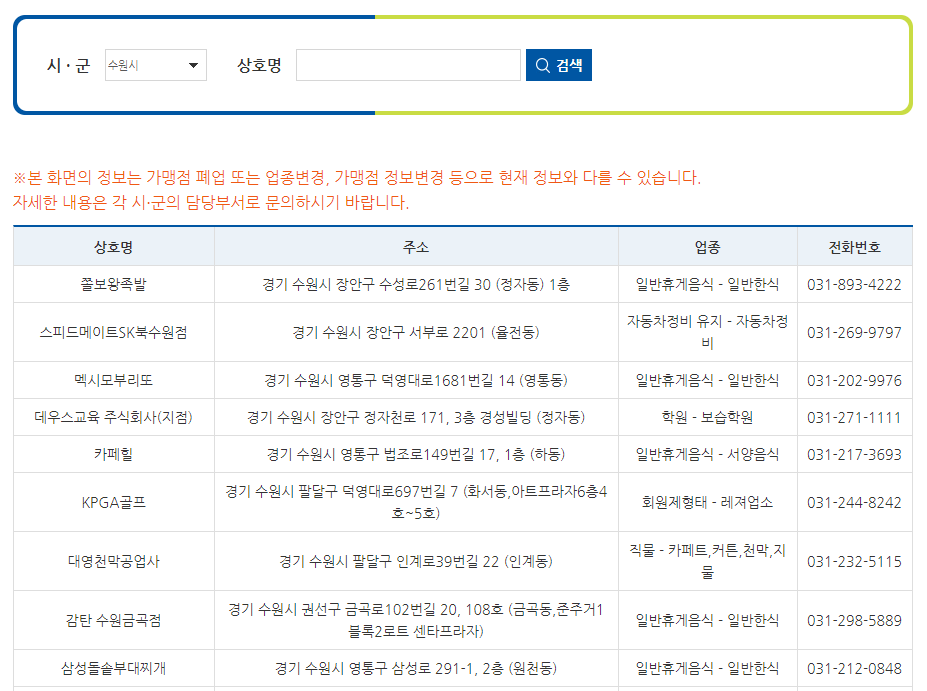 시·군 수원시 상호명 검색
※본 화면의 정보는 가맹점 폐업 또는 업종변경, 가맹점 정보변경 등으로 현재 정보와 다를 수 있습니다.
자세한 내용은 각 시·군의 담당부서로 문의하시기 바랍니다.
상호명 주소 업종 전화번호
쫄보왕족발 경기 수원시 장안구 수성로261번길 30 (정자동) 1층 일반휴게음식 - 일반한식 031-893-4222
스피드메이트SK북수원점 경기 수원시 장안구 서부로 2201 (율전동) 자동차정비 유지 - 자동차정
비 031-269-9797
멕시모부리또 경기 수원시 영통구 덕영대로1681번길 14 (영통동) 일반휴게음식 - 일반한식 031-202-9976
데우스교육 주식회사(지점) 경기 수원시 장안구 정자천로 171, 3층 경성빌딩 (정자동) 학원 - 보습학원 031-271-1111
카페힐 경기 수원시 영통구 법조로149번길 17, 1층 (하동) 일반휴게음식 - 서양음식 031-217-3693
KPGA골프 경기 수원시 팔달구 덕영대로697번길 7 (화서동,아트프라자6층4
호~5호) 회원제형태 - 레져업소 031-244-8242
대영천막공업사 경기 수원시 팔달구 인계로39번길 22 (인계동) 직물 - 카페트,커튼,천막,지
물 031-232-5115
감탄 수원금곡점 경기 수원시 권선구 금곡로102번길 20, 108호 (금곡동,준주거1
블록2로트 센타프라자) 일반휴게음식 - 일반한식 031-298-5889
삼성돌솥부대찌개 경기 수원시 영통구 삼성로 291-1, 2층 (원천동) 일반휴게음식 - 일반한식 031-212-0848